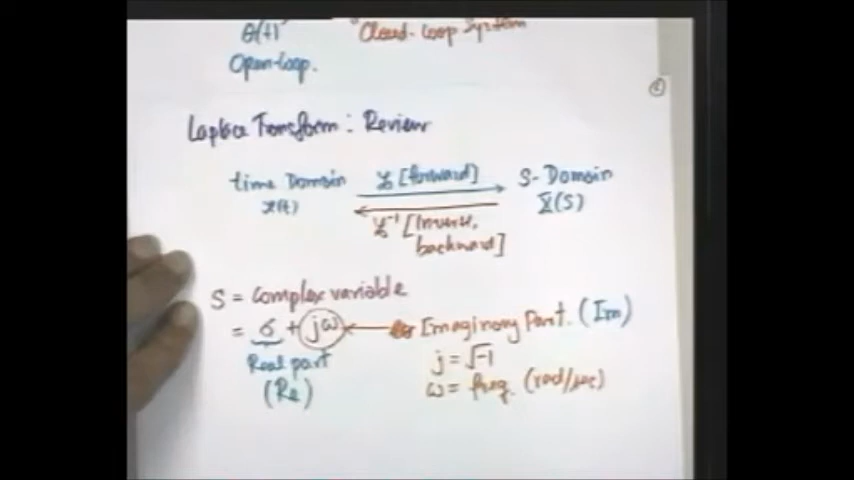 θ(t) "Closed-loop System
Open-loop.
2
Laplace Transform: Review
time Domain ℒ [forward] S-Domain
x(t) X(S)
ℒ⁻¹ [Inverse,
backward]
S = complex variable
= σ + jω ← Imaginary Part. (Im)
Real part j = √-1
(Re) ω = freq. (rad/sec)